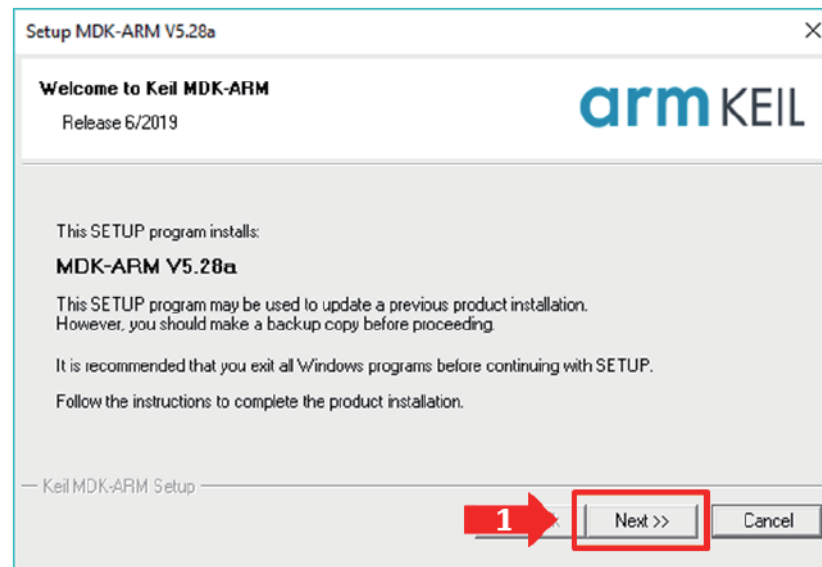 Setup MDK-ARM V5.28a
Welcome to Keil MDK-ARM
Release 6/2019
arm KEIL
This SETUP program installs:
MDK-ARM V5.28a
This SETUP program may be used to update a previous product installation.
However, you should make a backup copy before proceeding.
It is recommended that you exit all Windows programs before continuing with SETUP.
Follow the instructions to complete the product installation.
Keil MDK-ARM Setup
1 Next >> Cancel